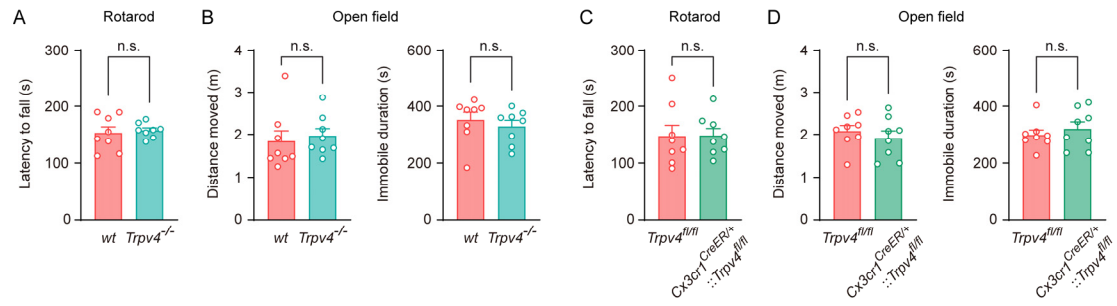 A
Rotarod
Latency to fall (s)
300
200
100
0
n.s.
wt
Trpv4-/-
B
Open field
Distance moved (m)
4
3
2
1
0
n.s.
wt
Trpv4-/-
Immobile duration (s)
600
400
200
0
n.s.
wt
Trpv4-/-
C
Rotarod
Latency to fall (s)
300
200
100
0
n.s.
Trpv4fl/fl
Cx3cr1CreER/+
::Trpv4fl/fl
D
Open field
Distance moved (m)
4
3
2
1
0
n.s.
Trpv4fl/fl
Cx3cr1CreER/+
::Trpv4fl/fl
Immobile duration (s)
600
400
200
0
n.s.
Trpv4fl/fl
Cx3cr1CreER/+
::Trpv4fl/fl